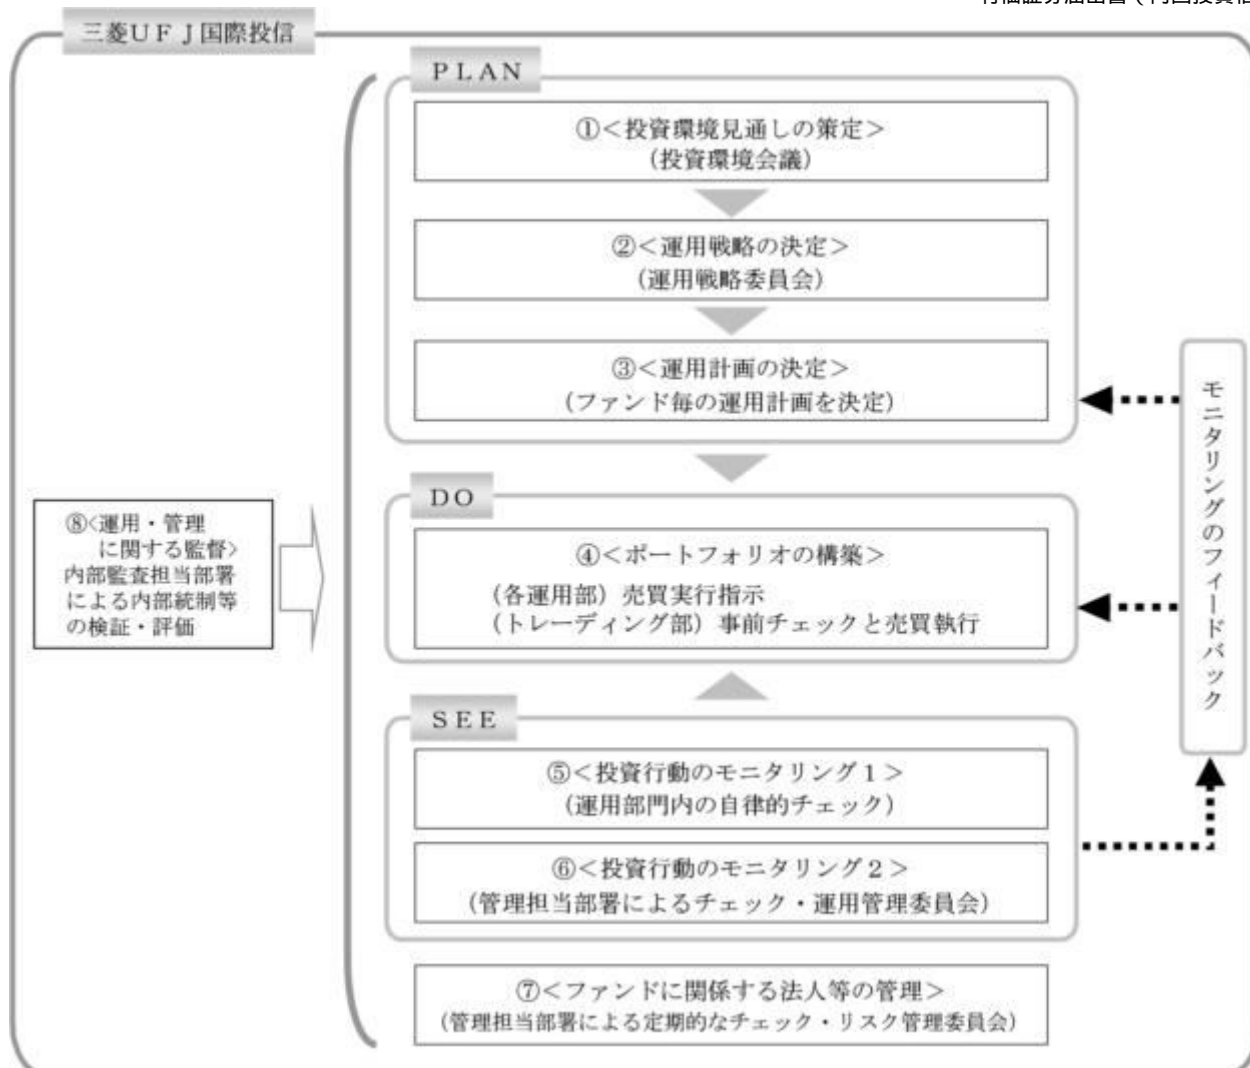 三菱UFJ国際投信
PLAN
①<投資環境見通しの策定>
(投資環境会議)
②<運用戦略の決定>
(運用戦略委員会)
③<運用計画の決定>
(ファンド毎の運用計画を決定)
モニタリングのフィードバック
DO
④<ポートフォリオの構築>
(各運用部)売買実行指示
(トレーディング部)事前チェックと売買執行
⑧<運用・管理
に関する監督>
内部監査担当部署
による内部統制等
の検証・評価
SEE
⑤<投資行動のモニタリング1>
(運用部門内の自律的チェック)
⑥<投資行動のモニタリング2>
(管理担当部署によるチェック・運用管理委員会)
⑦<ファンドに関係する法人等の管理>
(管理担当部署による定期的なチェック・リスク管理委員会)